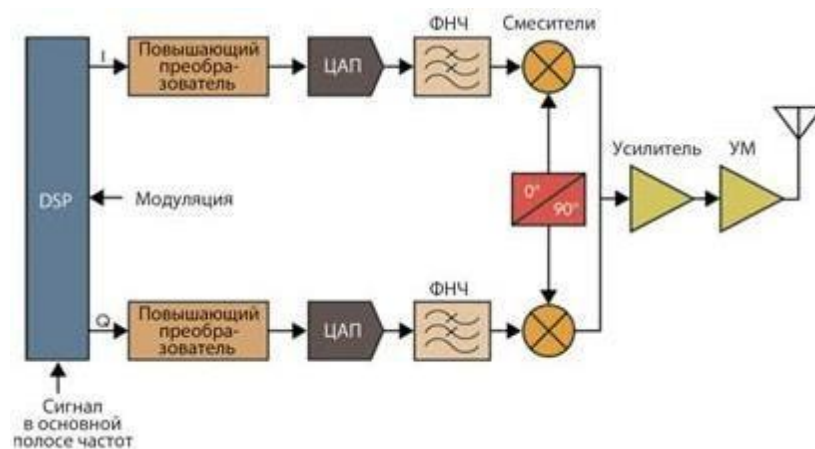 ФНЧ
Смесители
I
Повышающий
преобра-
зователь
ЦАП
Усилитель
УМ
DSP
Модуляция
0°
90°
ФНЧ
Q
Повышающий
преобра-
зователь
ЦАП
Сигнал
в основной
полосе частот